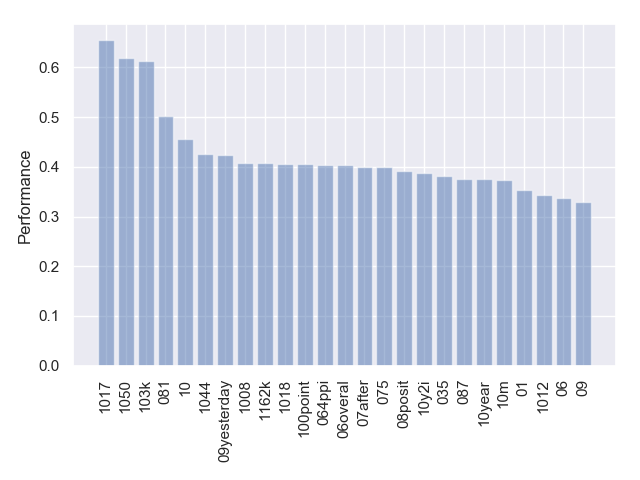 0.6
0.5
0.4
0.3
0.2
0.1
0.0
Performance
1017
1050
103k
081
10
1044
09yesterday
1008
1162k
1018
100point
064ppi
06overal
07after
075
08posit
10y2i
035
087
10year
10m
01
1012
06
09